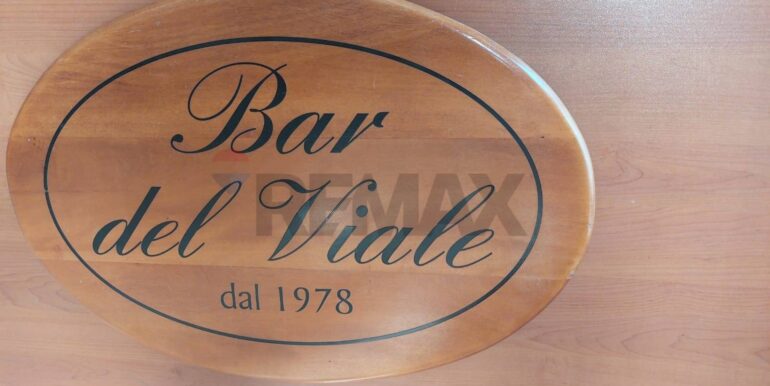 Bar
del Viale
dal 1978
REMAX